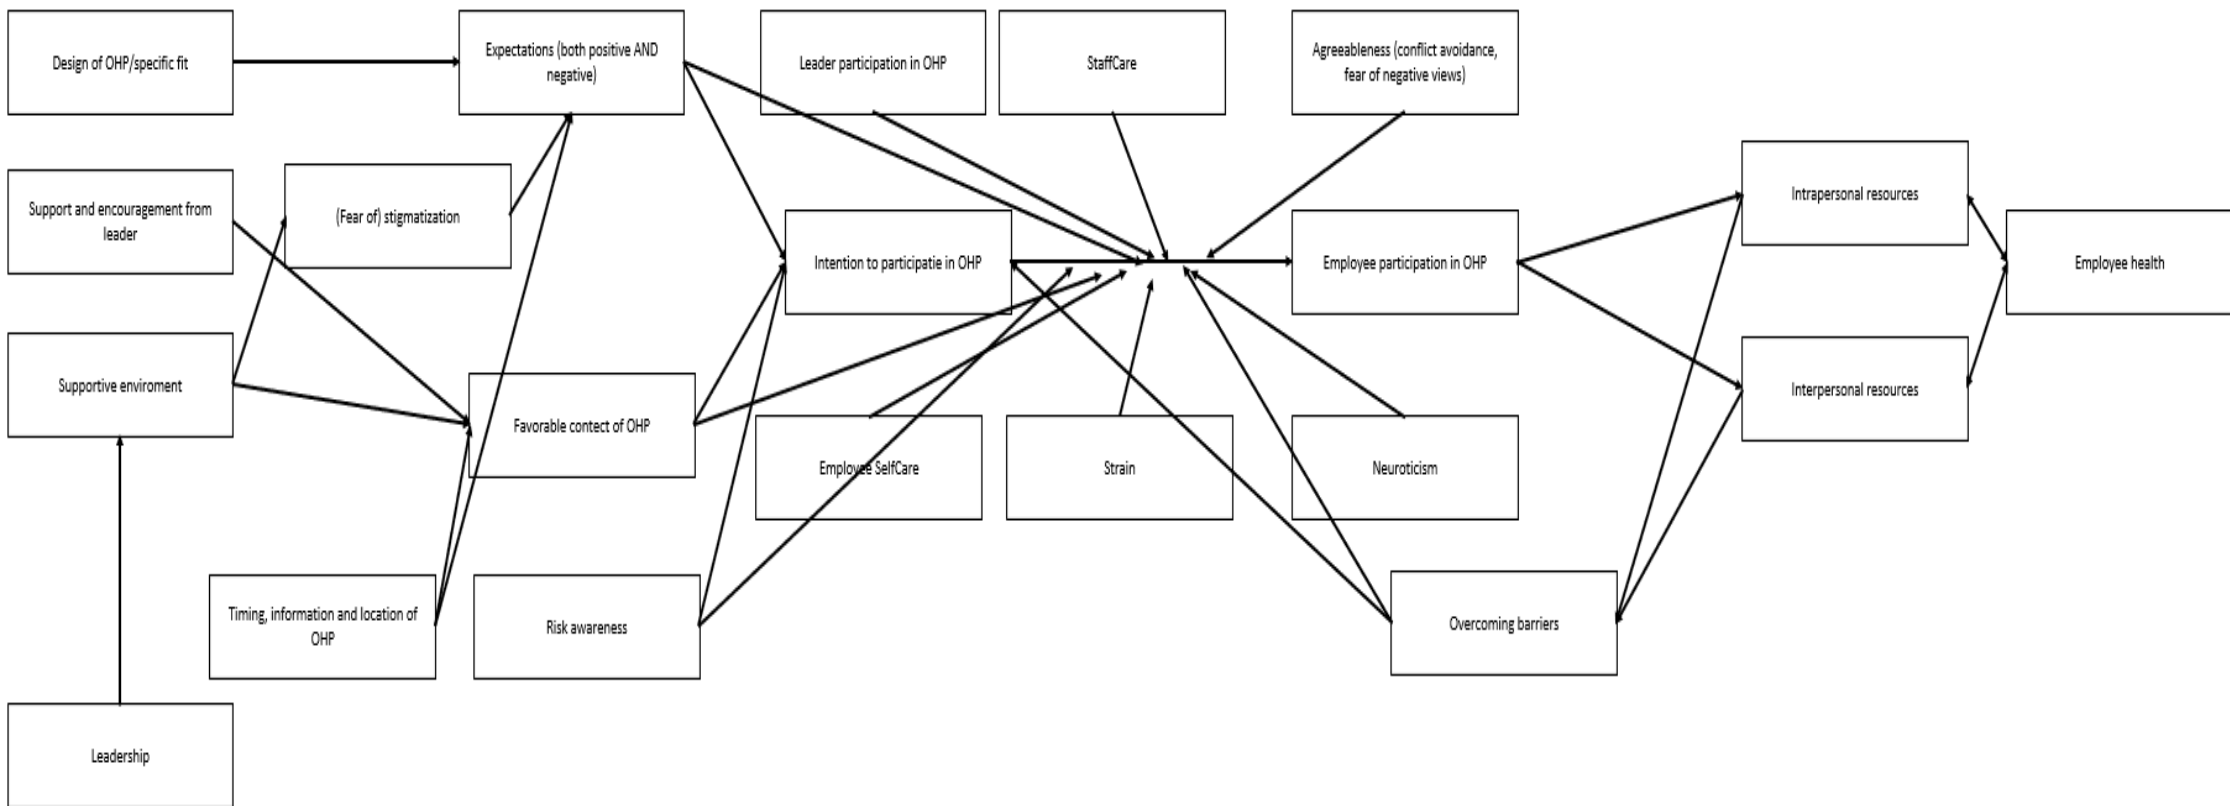 Design of OHP/specific fit
Expectations (both positive AND
negative)
Leader participation in OHP
StaffCare
Agreeableness (conflict avoidance,
fear of negative views)
Support and encouragement from
leader
(Fear of) stigmatization
Intention to participatie in OHP
Employee participation in OHP
Intrapersonal resources
Employee health
Supportive enviroment
Favorable contect of OHP
Interpersonal resources
Employee SelfCare
Strain
Neuroticism
Timing, information and location of
OHP
Risk awareness
Overcoming barriers
Leadership